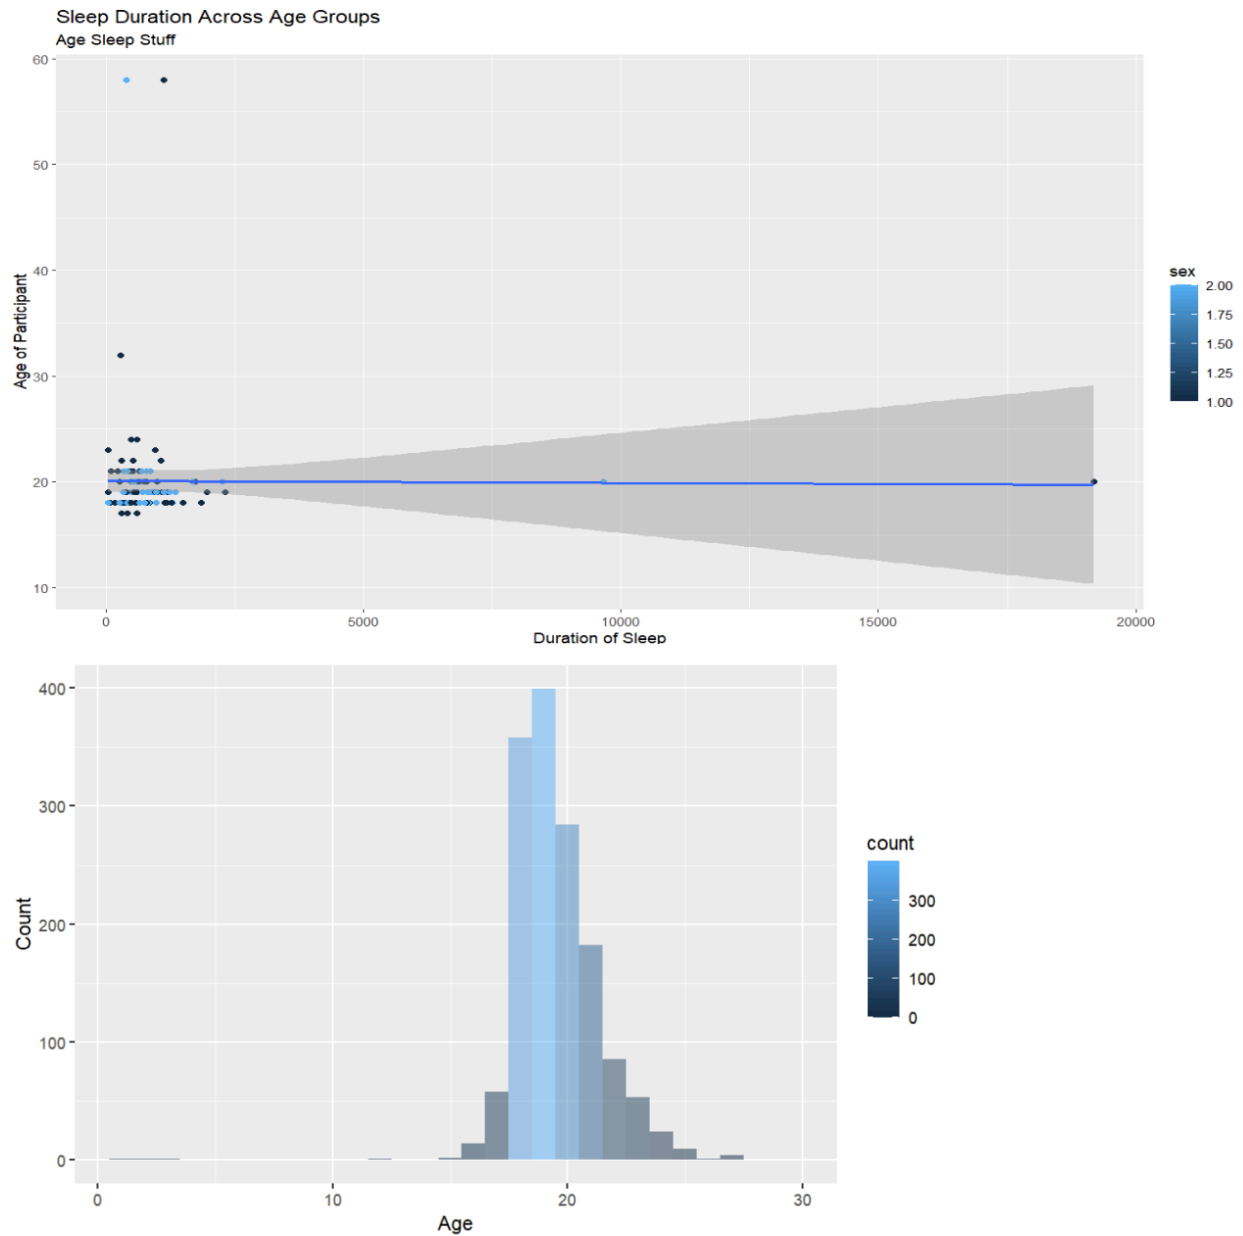 Sleep Duration Across Age Groups
Age Sleep Stuff
60
50
40
30
20
10
Age of Participant
0 5000 10000 15000 20000
Duration of Sleep
sex
2.00
1.75
1.50
1.25
1.00
400
300
200
100
0
Count
0 10 20 30
Age
count
300
200
100
0